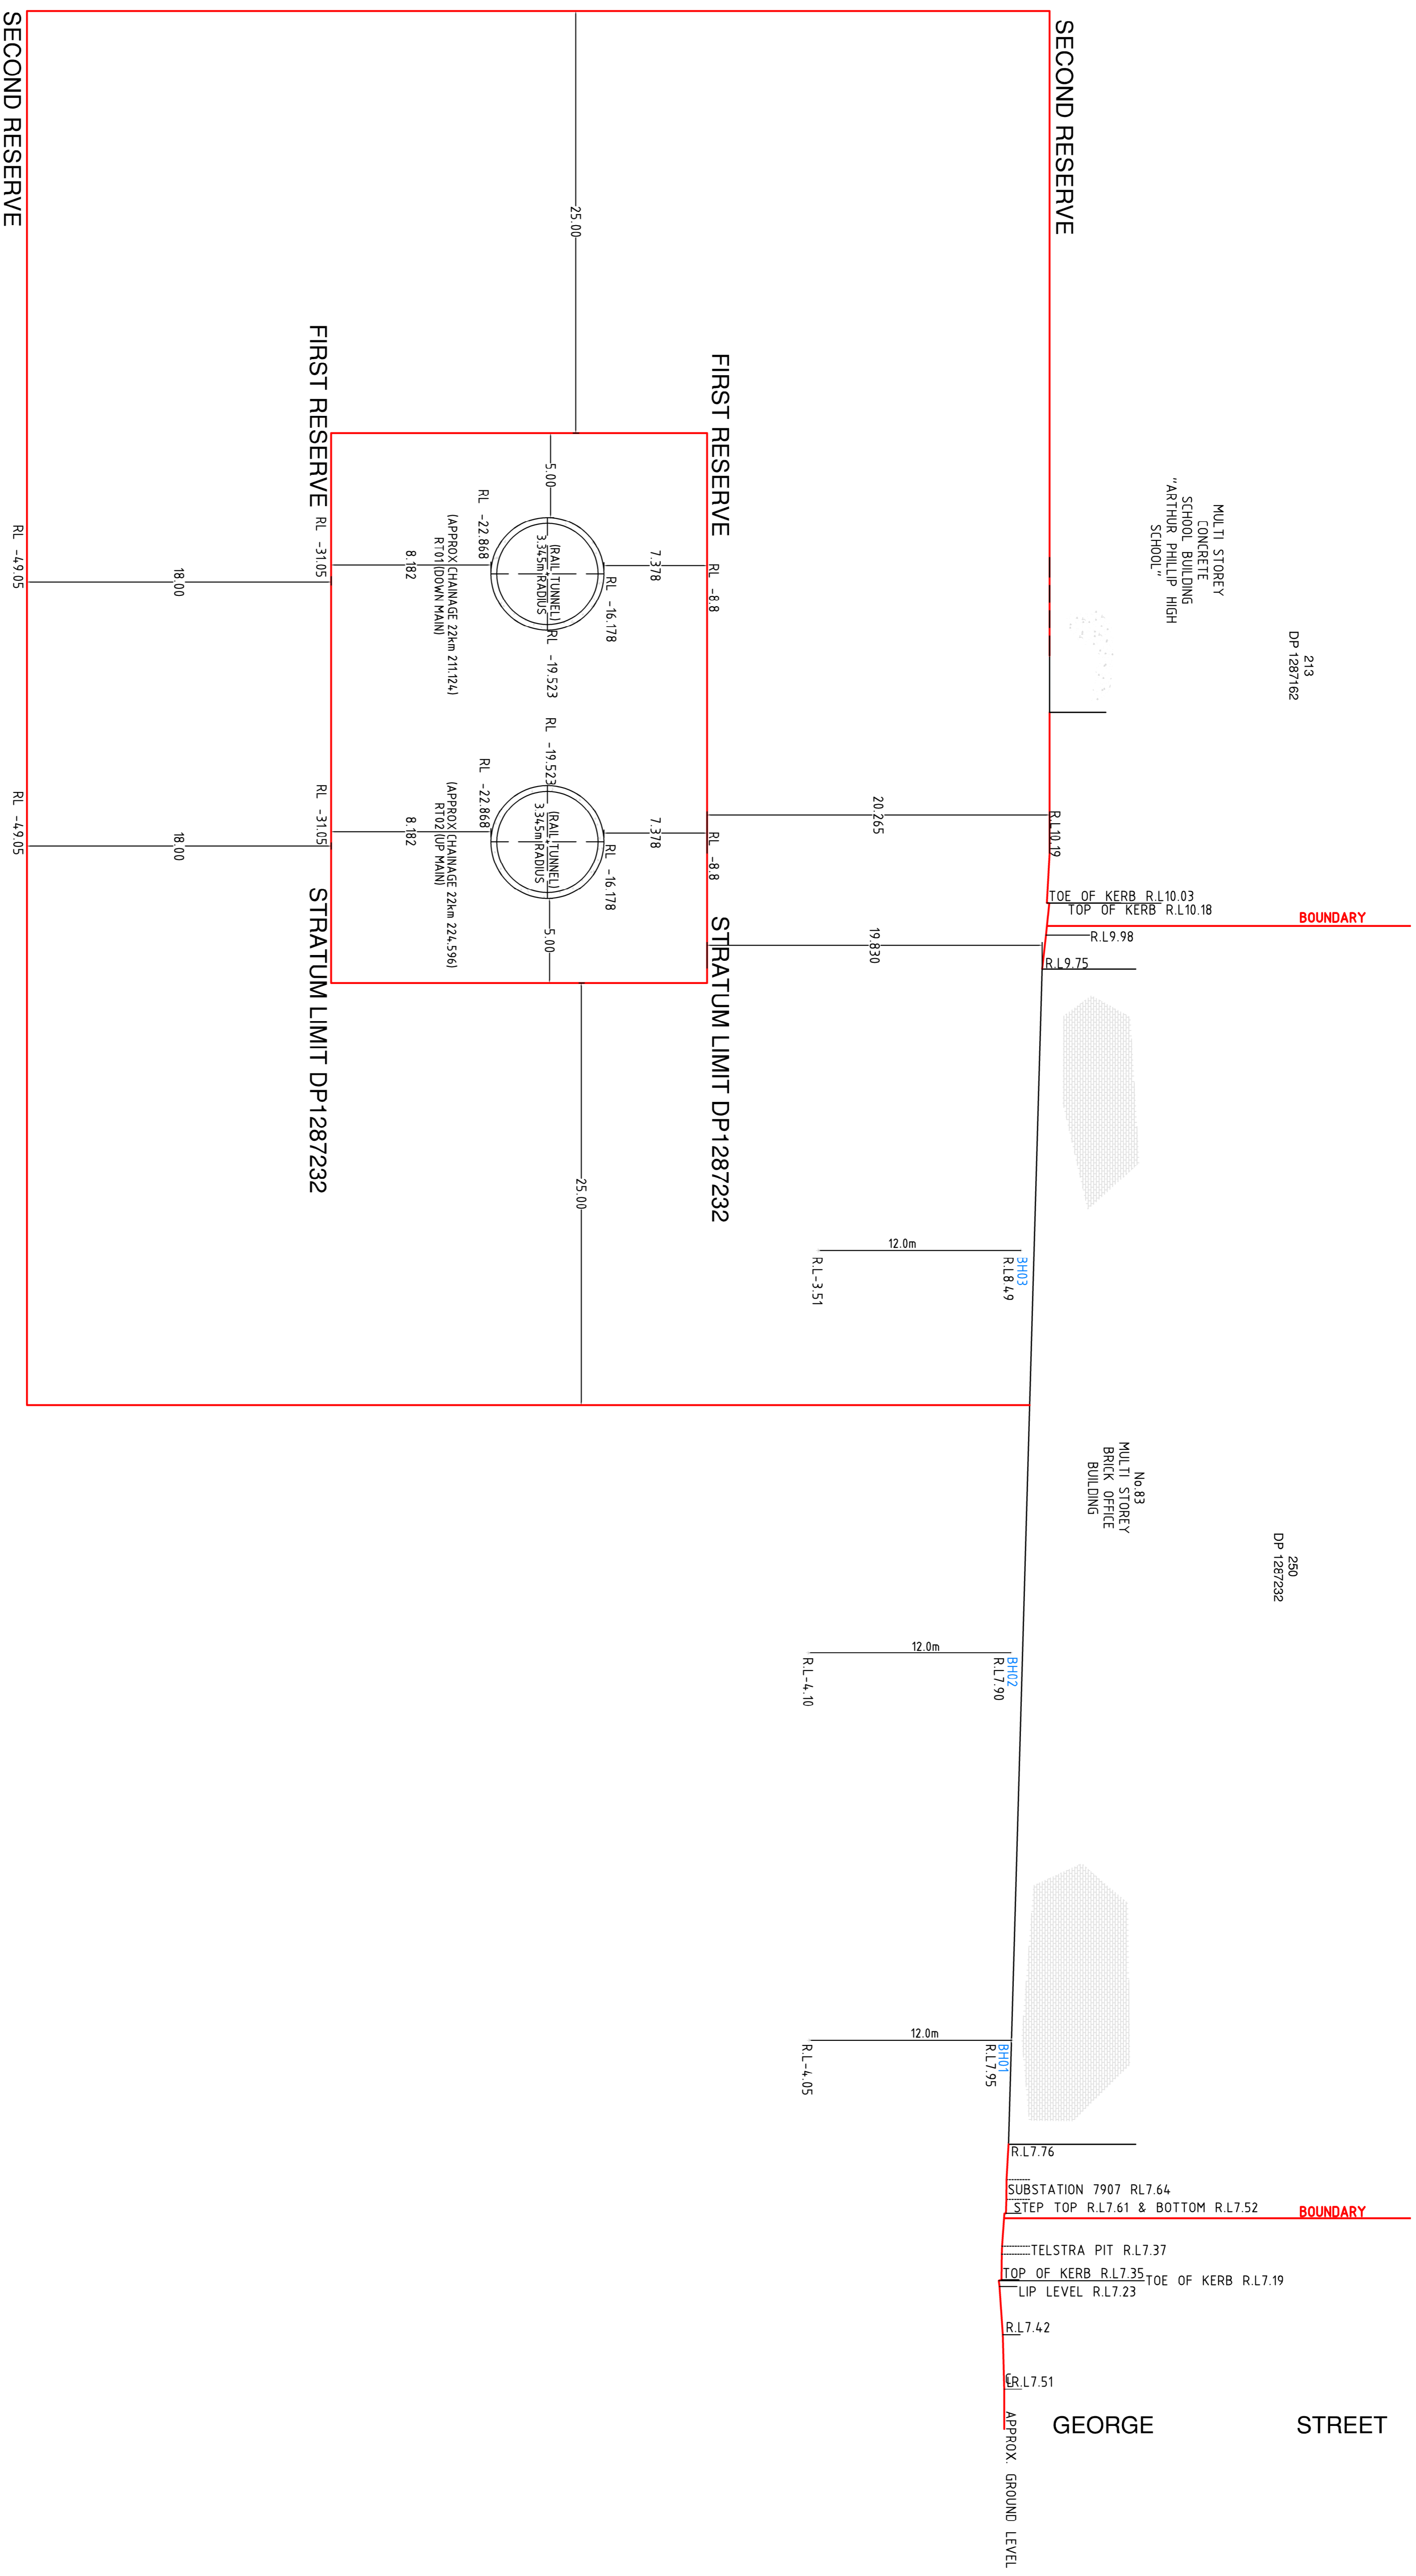 SECOND RESERVE
SECOND RESERVE
25.00
FIRST RESERVE
FIRST RESERVE
MULTI STOREY
CONCRETE
SCHOOL BUILDING
"ARTHUR PHILLIP HIGH
SCHOOL"
213
DP 1287162
5.00
RL -22.868
(RAIL TUNNEL)
3.345m RADIUS
RL -16.178
RL -19.523
7.378
RL -8.8
8.182
(APPROX CHAINAGE 22km 211.124)
RT01(DOWN MAIN)
RL -31.05
18.00
RL -49.05
RL -19.523
RL -22.868
(RAIL TUNNEL)
3.345m RADIUS
RL -16.178
7.378
RL -8.8
8.182
(APPROX CHAINAGE 22km 224.596)
RT02(UP MAIN)
RL -31.05
18.00
RL -49.05
5.00
20.265
R.L10.19
TOE OF KERB R.L10.03
TOP OF KERB R.L10.18
BOUNDARY
R.L9.98
19.830
R.L9.75
STRATUM LIMIT DP1287232
STRATUM LIMIT DP1287232
25.00
12.0m
BH03
R.L8.49
R.L-3.51
No.83
MULTI STOREY
BRICK OFFICE
BUILDING
250
DP 1287232
12.0m
BH02
R.L7.90
R.L-4.10
12.0m
BH01
R.L7.95
R.L-4.05
R.L7.76
SUBSTATION 7907 RL7.64
STEP TOP R.L7.61 & BOTTOM R.L7.52
BOUNDARY
TELSTRA PIT R.L7.37
TOP OF KERB R.L7.35
TOE OF KERB R.L7.19
LIP LEVEL R.L7.23
R.L7.42
R.L7.51
GEORGE STREET
APPROX. GROUND LEVEL